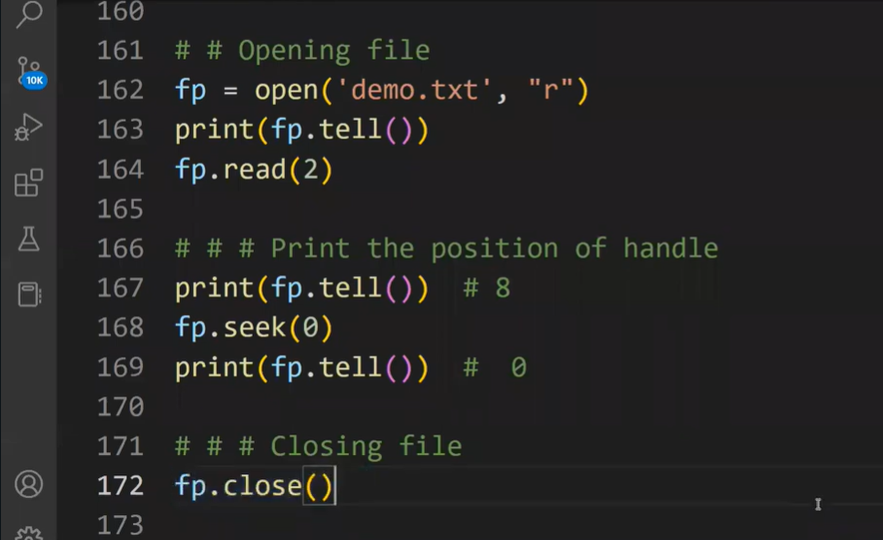 160
161 # # Opening file
162 fp = open('demo.txt', "r")
163 print(fp.tell())
164 fp.read(2)
165
166 # # # Print the position of handle
167 print(fp.tell())  # 8
168 fp.seek(0)
169 print(fp.tell())  #  0
170
171 # # # Closing file
172 fp.close()
173
10K